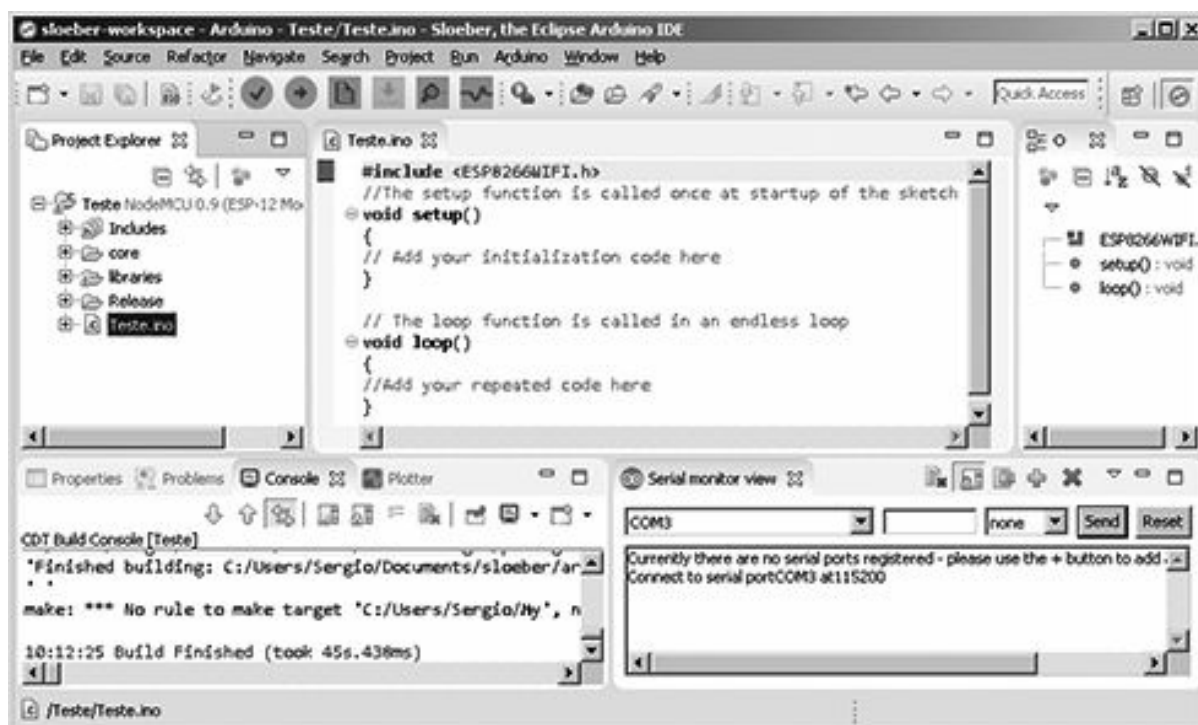 sloeber-workspace - Arduino - Teste/Teste.ino - Sloeber, the Eclipse Arduino IDE
File Edit Source Refactor Navigate Search Project Run Arduino Window Help
Quick Access
Project Explorer
Teste NodeMCU 0.9 (ESP-12 Mo
Includes
core
libraries
Release
Teste.ino
Teste.ino
#include <ESP8266WIFI.h>
//The setup function is called once at startup of the sketch
void setup()
{
// Add your initialization code here
}
// The loop function is called in an endless loop
void loop()
{
//Add your repeated code here
}
O
ESP8266WIFI.
setup() : void
loop() : void
Properties Problems Console Plotter
CDT Build Console [Teste]
'Finished building: C:/Users/Sergio/Documents/sloeber/ar
' '
make: *** No rule to make target 'C:/Users/Sergio/My', n
10:12:25 Build Finished (took 45s.438ms)
Serial monitor view
COM3 none Send Reset
Currently there are no serial ports registered - please use the + button to add
Connect to serial portCOM3 at115200
/Teste/Teste.ino